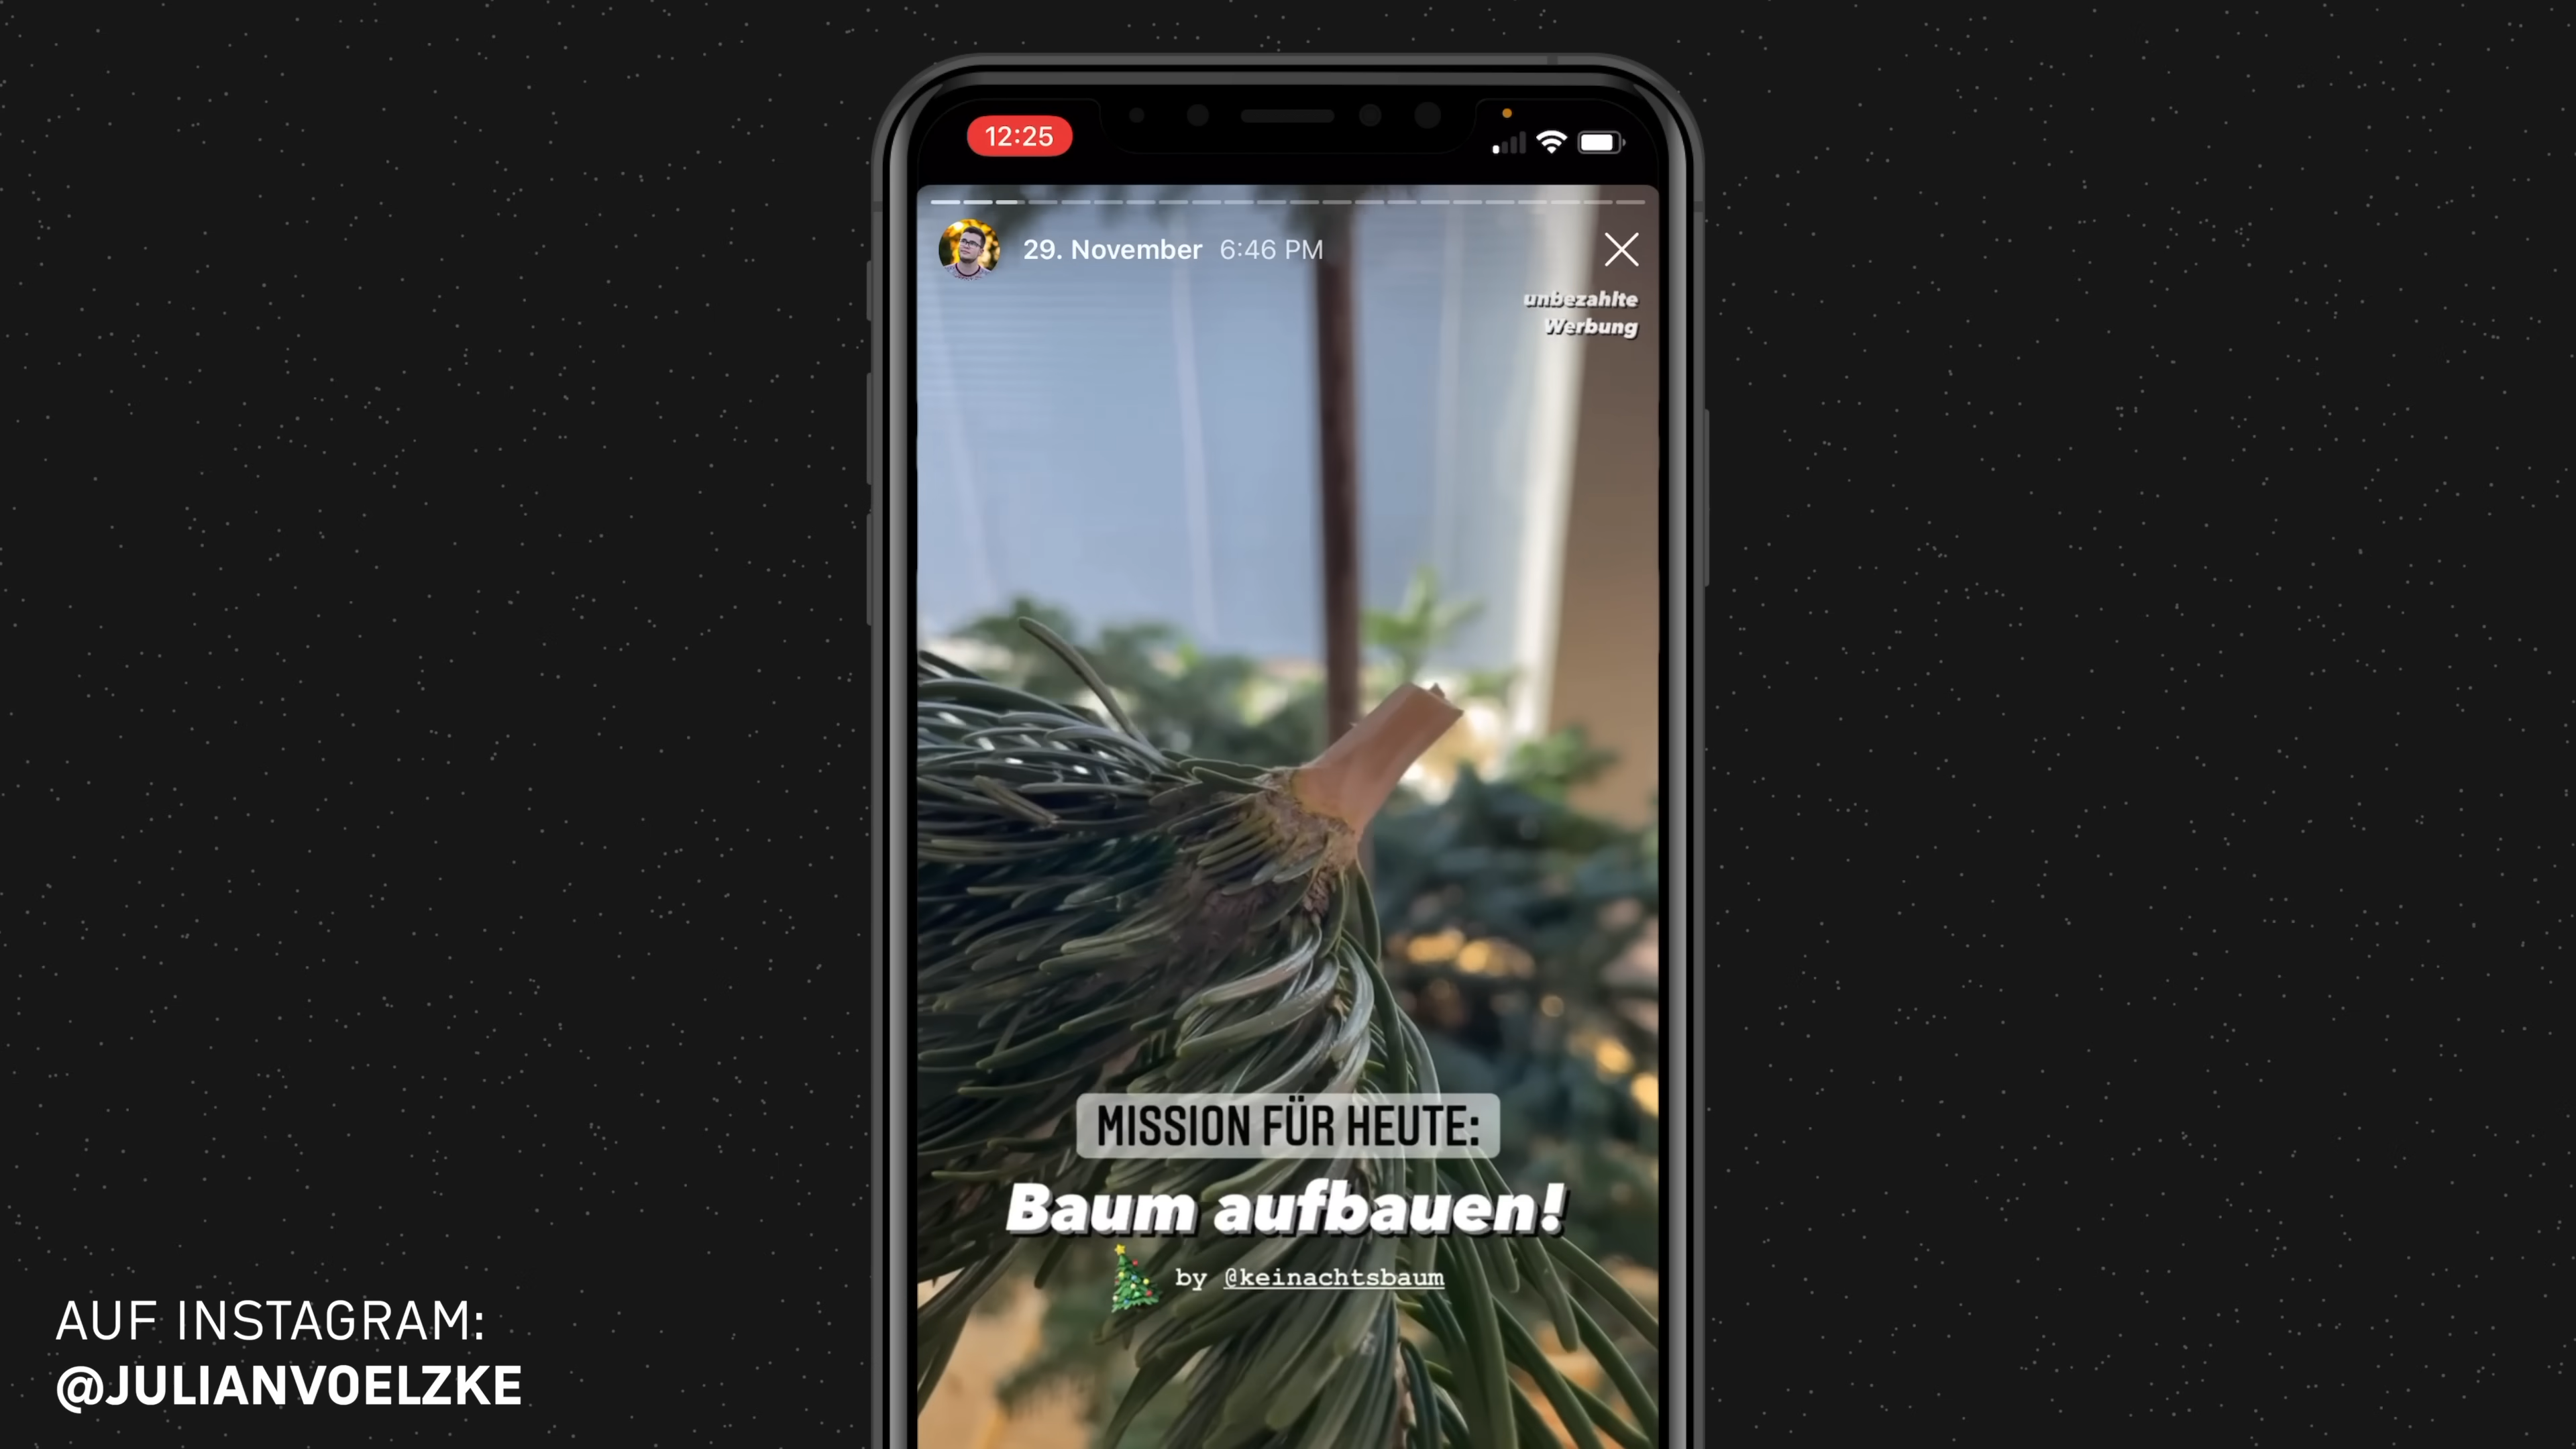 12:25
29. November 6:46 PM
unbezahlte
Werbung
MISSION FÜR HEUTE:
Baum aufbauen!
by @keinachtsbaum
AUF INSTAGRAM:
@JULIANVOELZKE